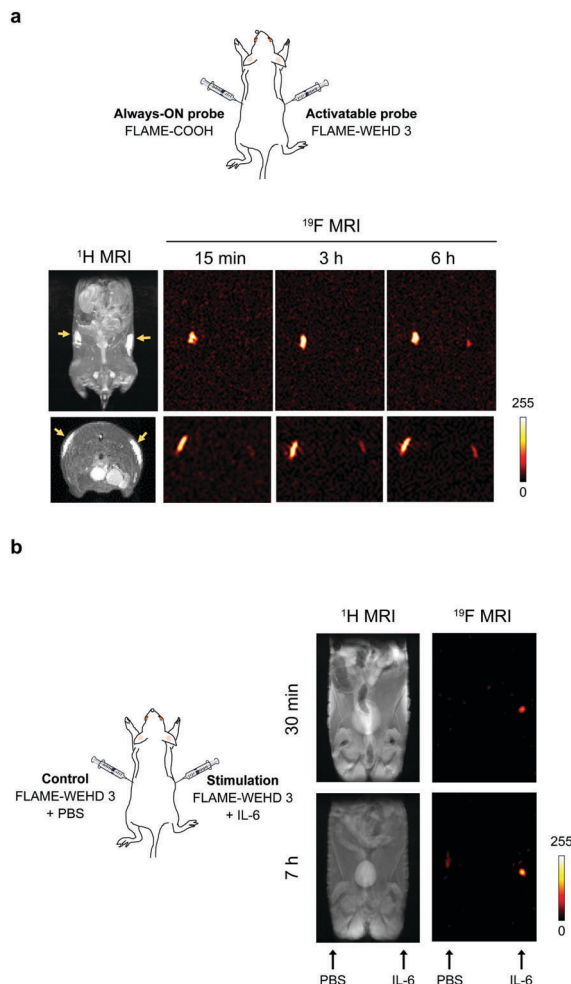 a
Always-ON probe
FLAME-COOH
Activatable probe
FLAME-WEHD 3
¹⁹F MRI
¹H MRI
15 min
3 h
6 h
255
0
b
¹H MRI
¹⁹F MRI
30 min
Control
FLAME-WEHD 3
+ PBS
Stimulation
FLAME-WEHD 3
+ IL-6
7 h
255
0
PBS
IL-6
PBS
IL-6